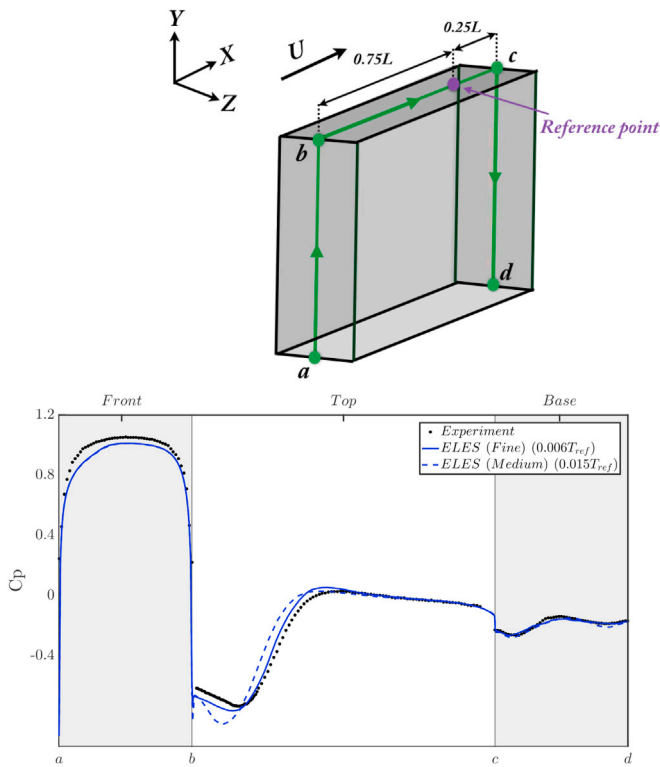 Y
X
Z
U
0.75L
0.25L
c
Reference point
b
d
a
Front
Top
Base
1.2
0.8
0.4
0
-0.4
Cp
Experiment
ELES (Fine) (0.006T_ref)
ELES (Medium) (0.015T_ref)
a
b
c
d